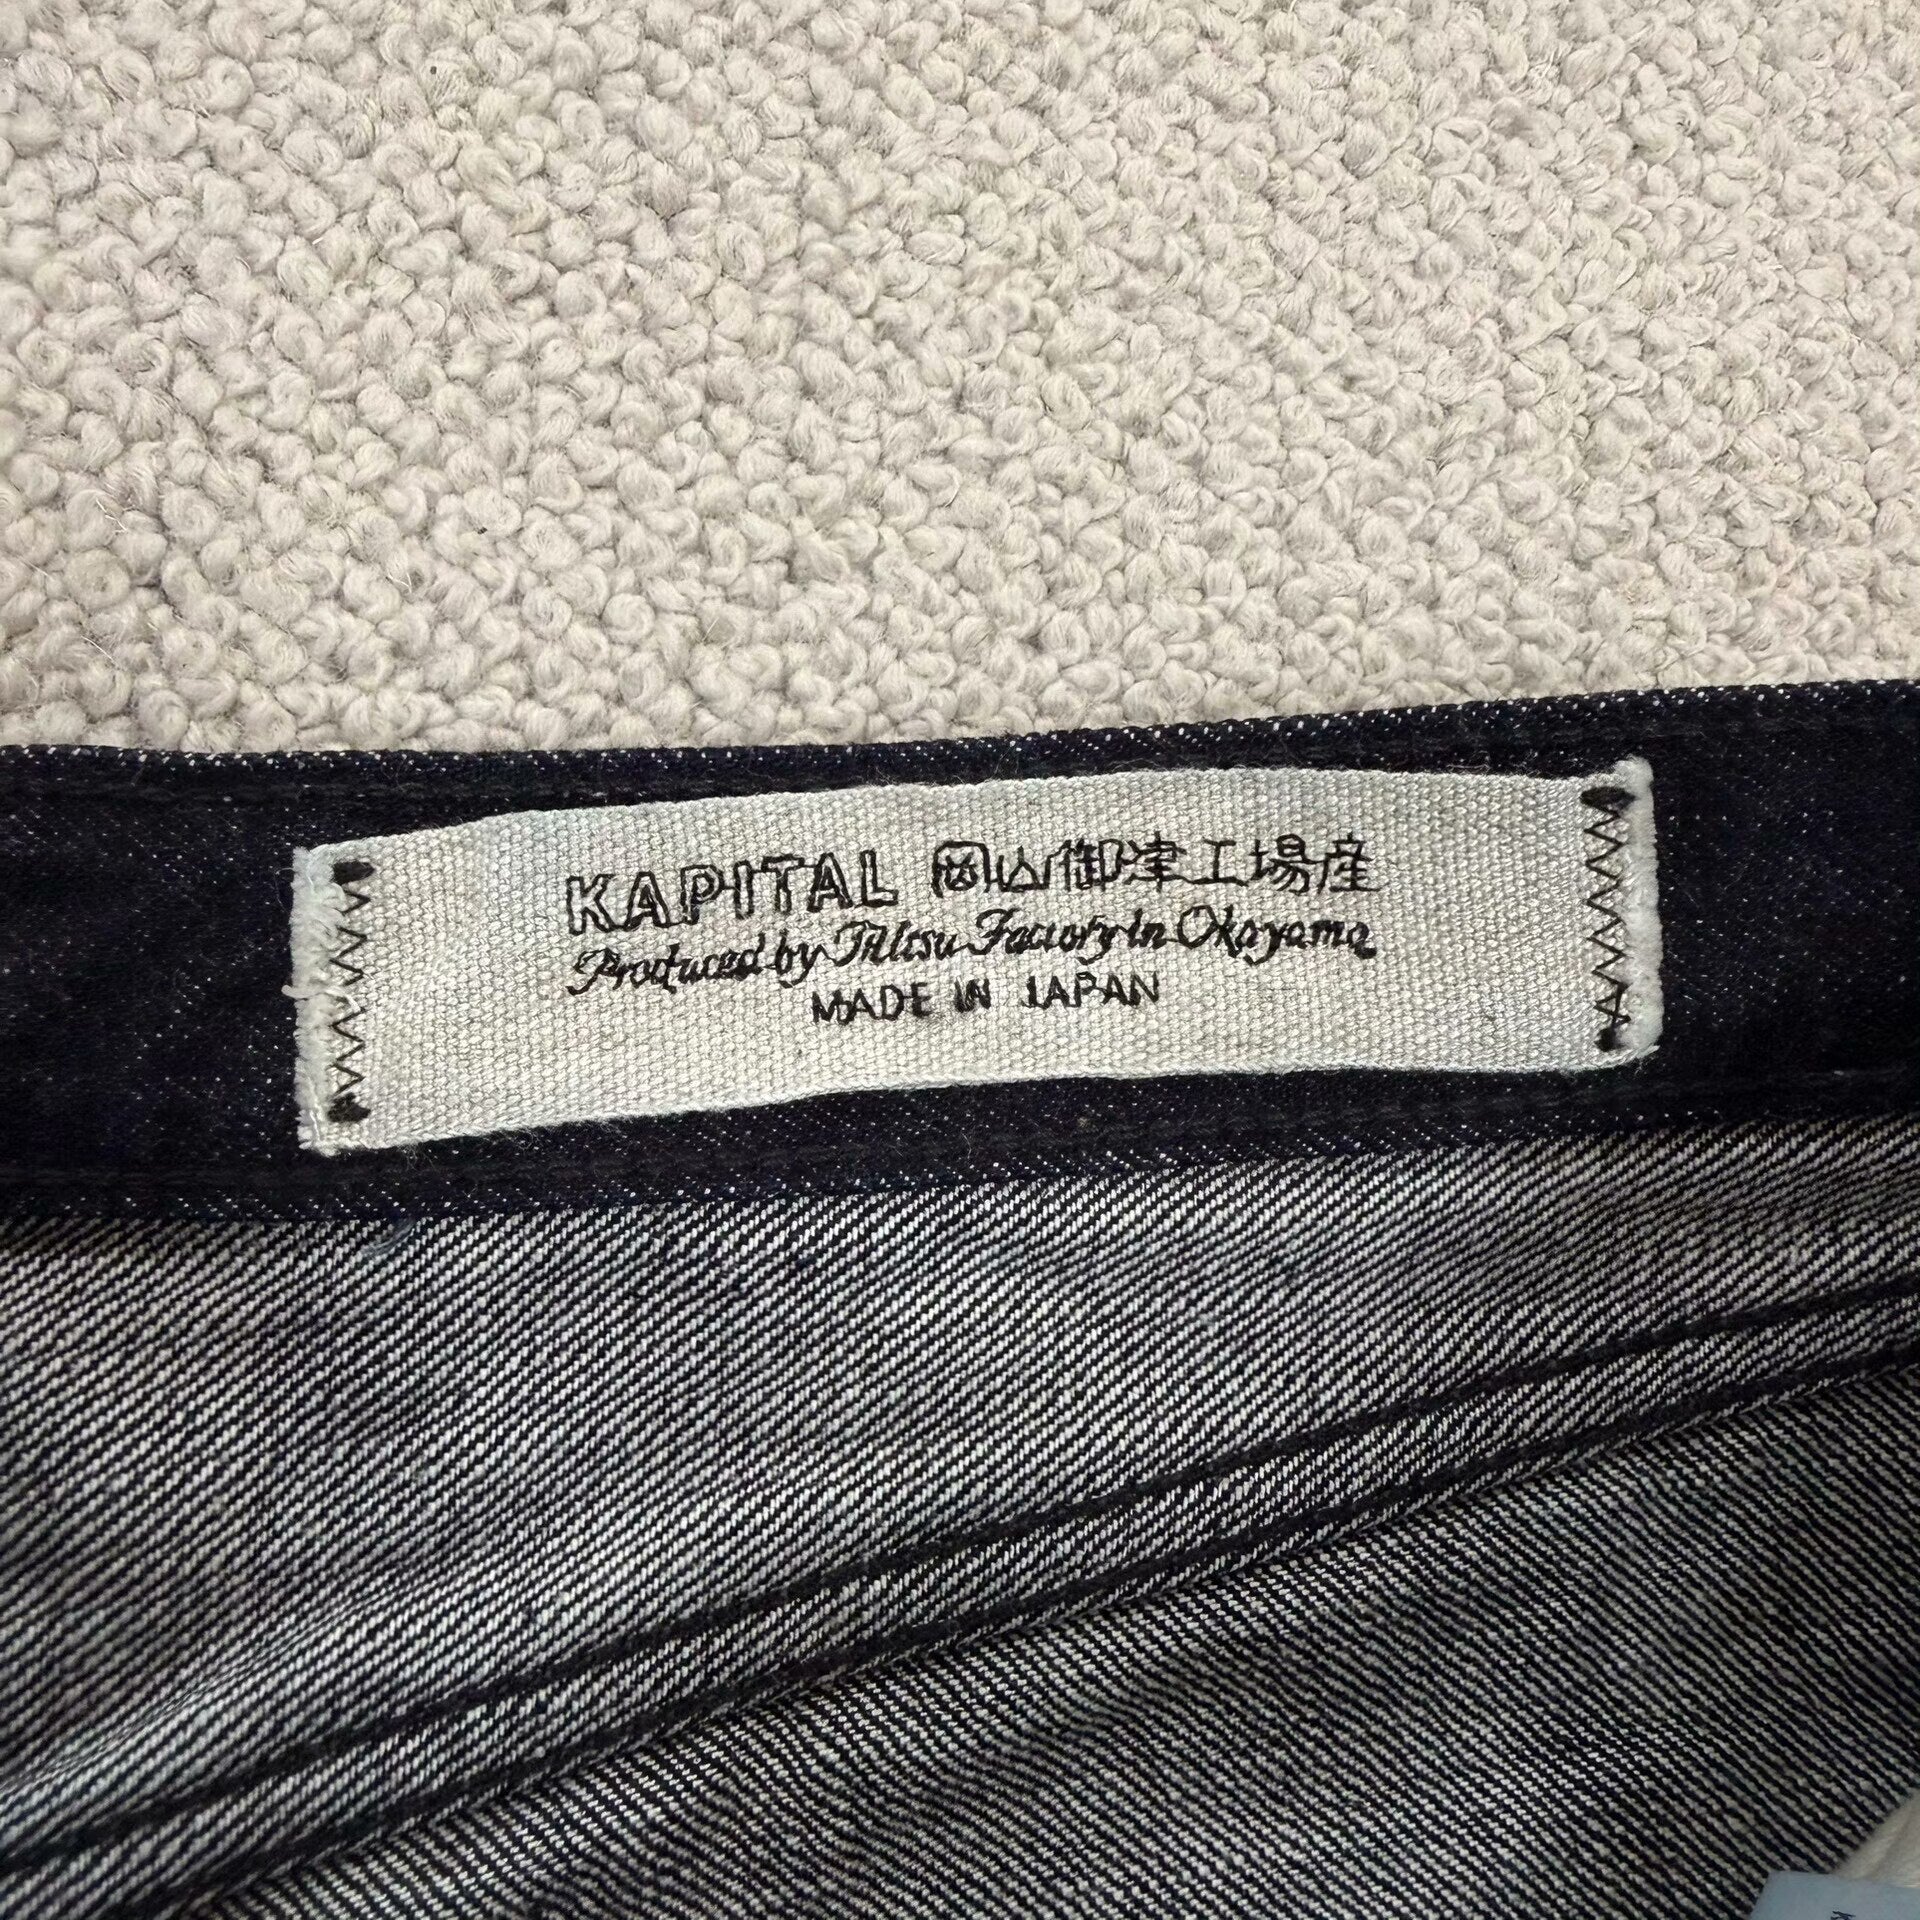 KAPITAL 岡山御津工場産
Produced by Mitsu Factory in Okayama
MADE IN JAPAN